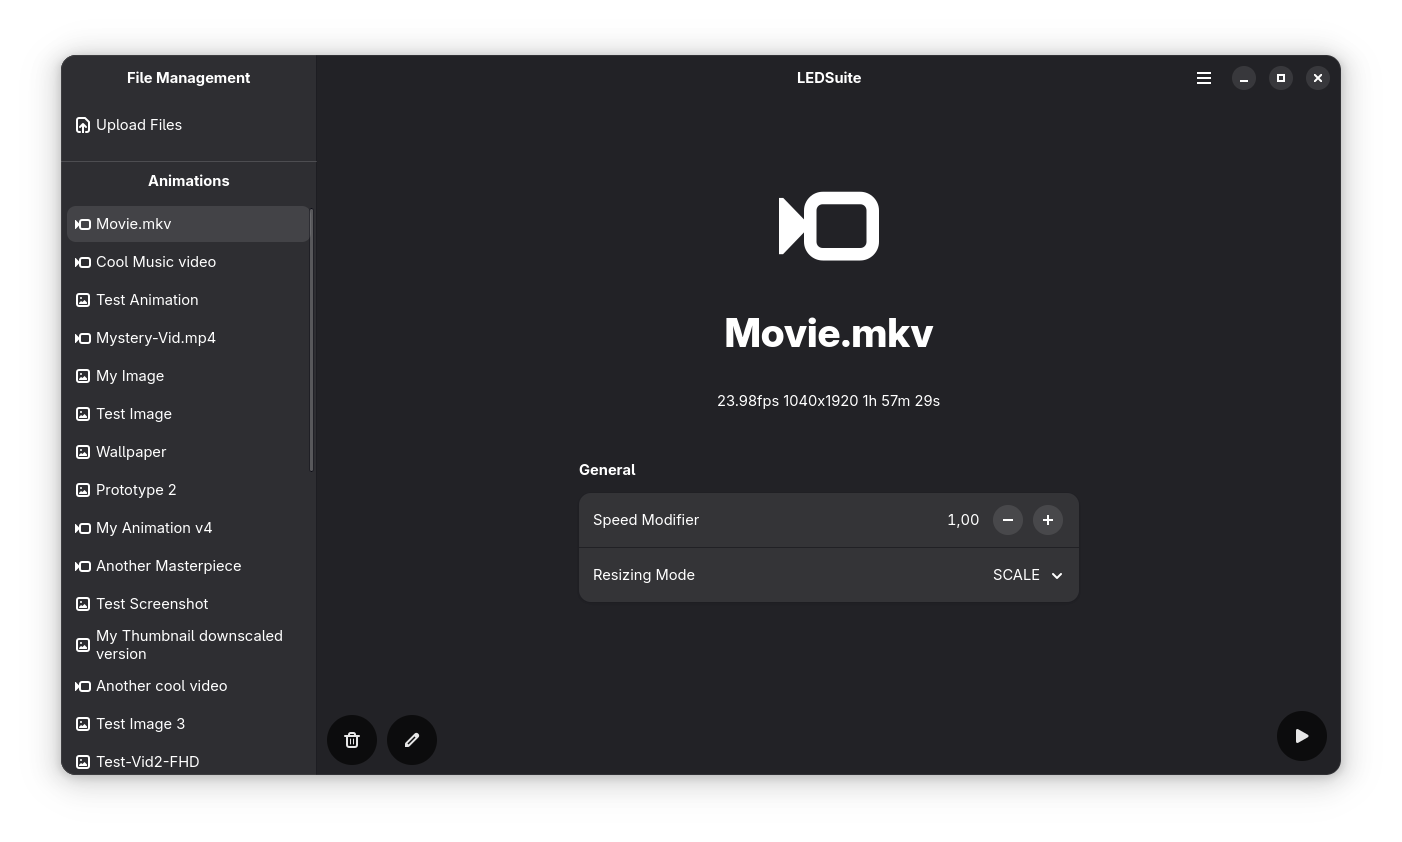 File Management
LEDSuite
Upload Files
Animations
Movie.mkv
Cool Music video
Test Animation
Mystery-Vid.mp4
My Image
Test Image
Wallpaper
Prototype 2
My Animation v4
Another Masterpiece
Test Screenshot
My Thumbnail downscaled
version
Another cool video
Test Image 3
Test-Vid2-FHD
Movie.mkv
23.98fps 1040x1920 1h 57m 29s
General
Speed Modifier 1,00
Resizing Mode SCALE